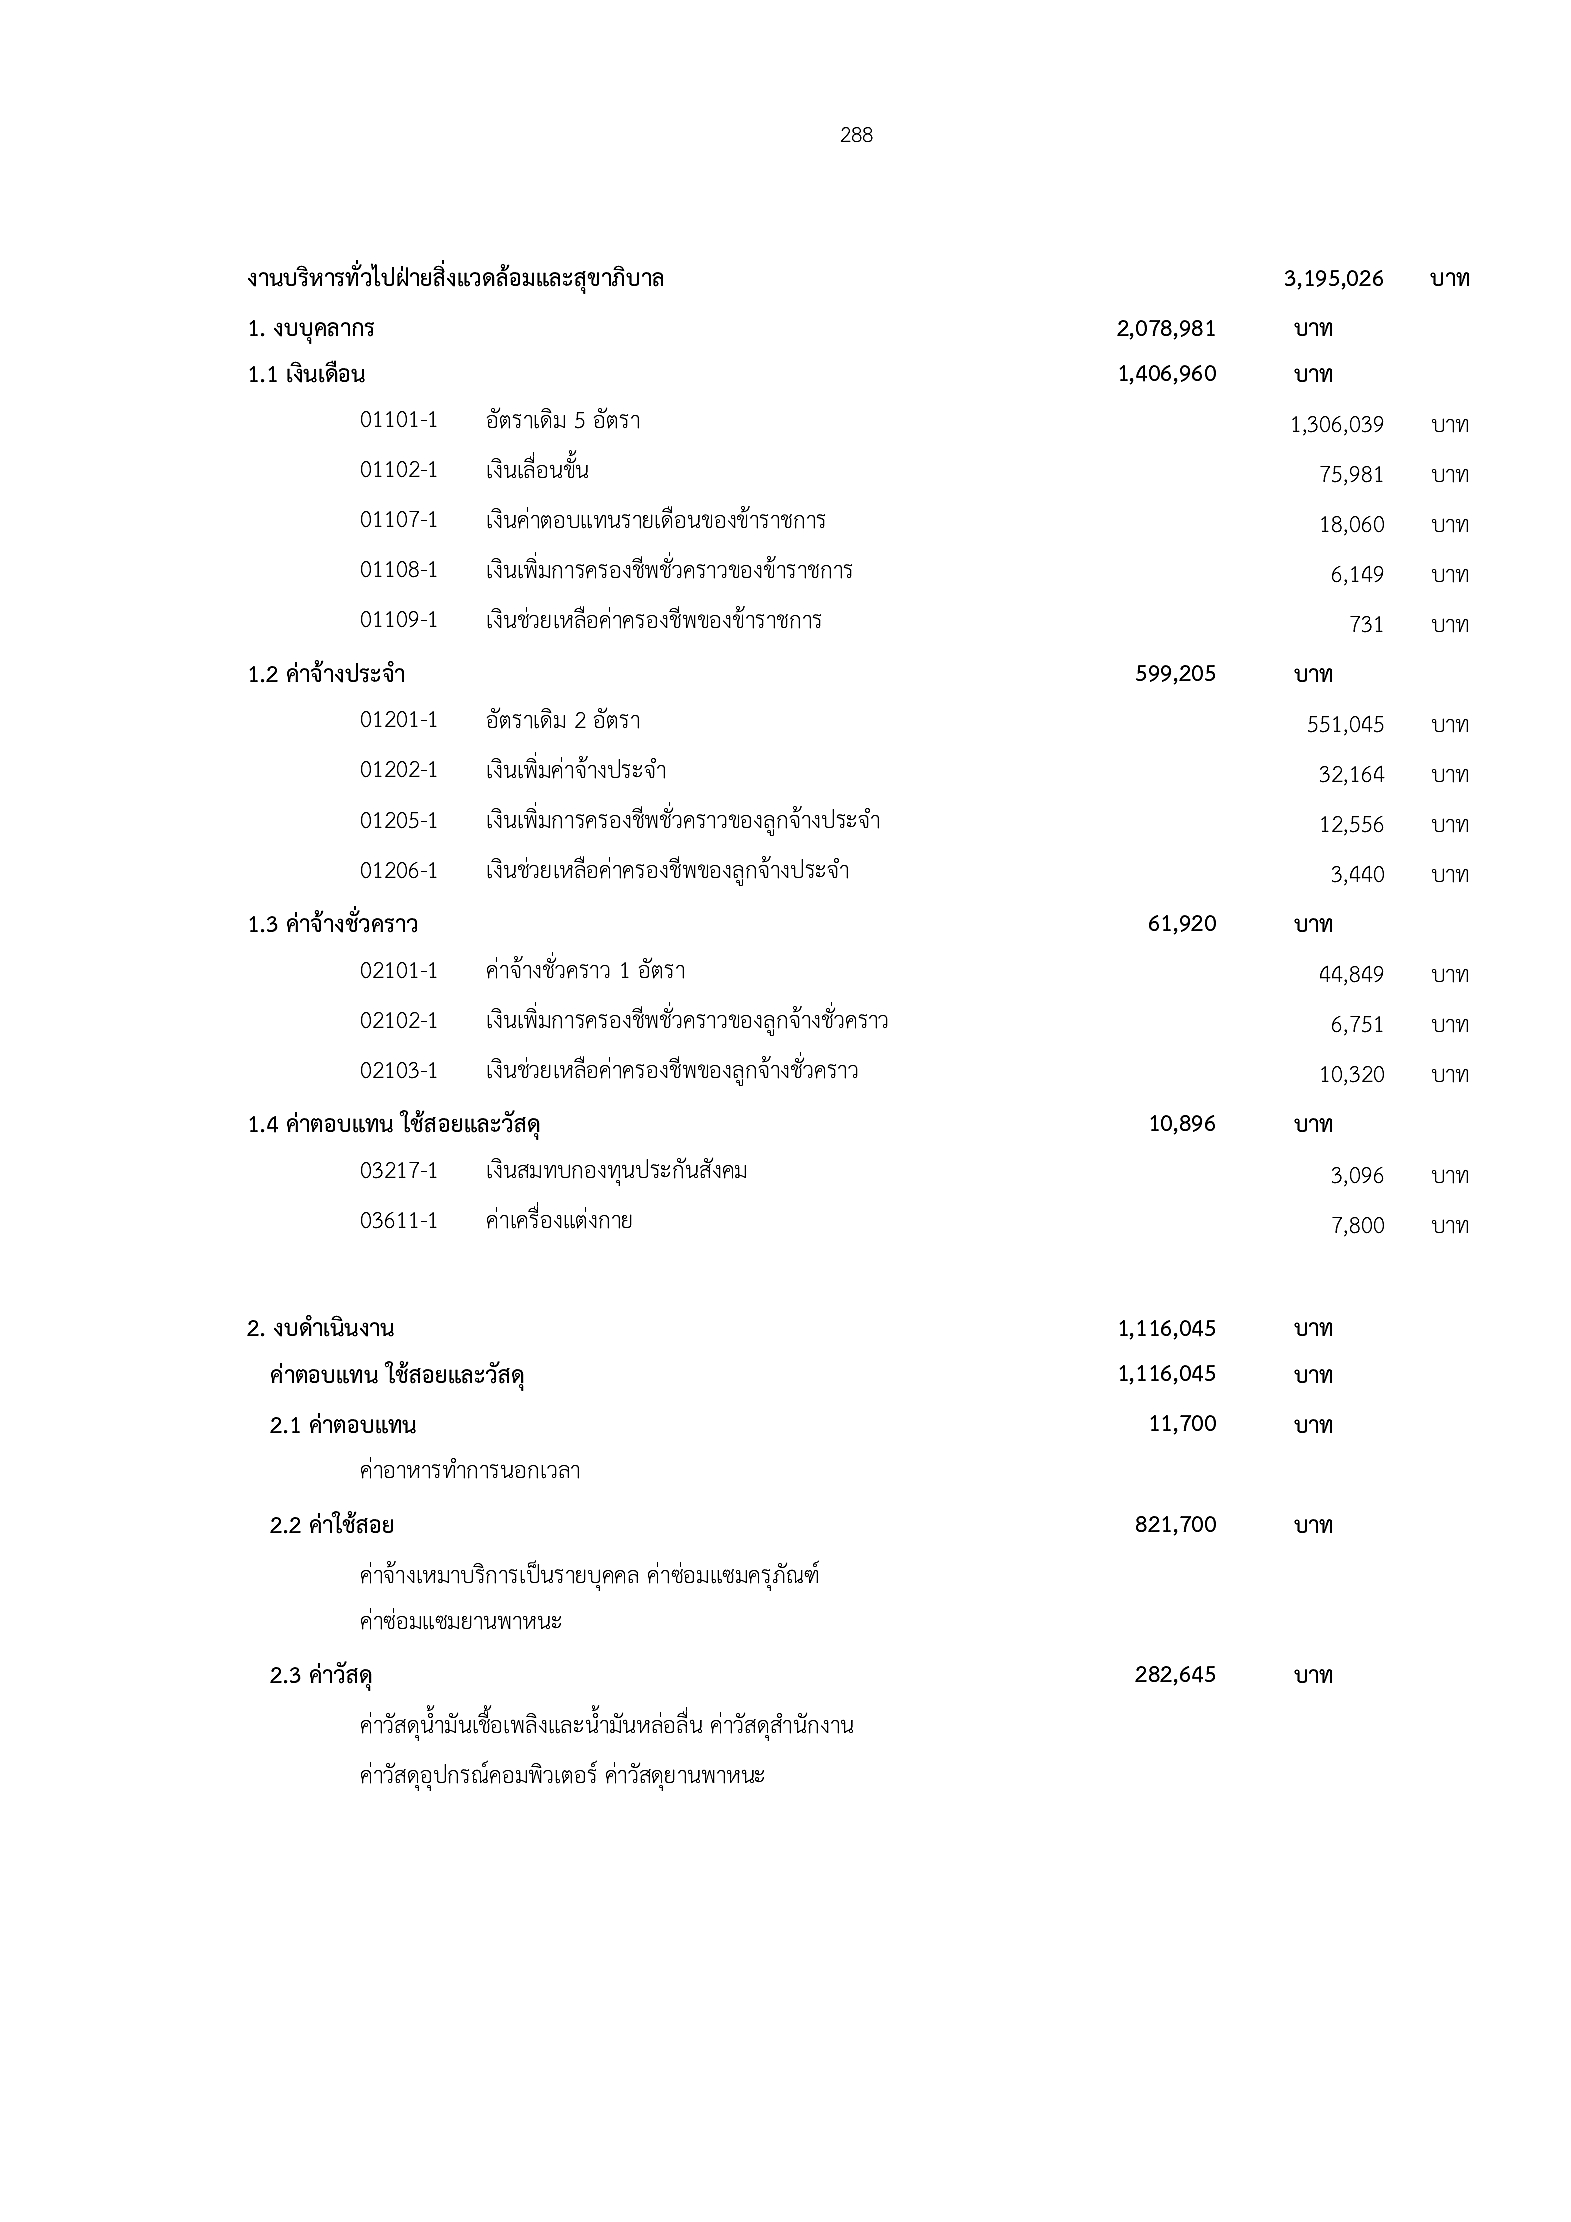 288
งานบริหารทั่วไปฝ่ายสิ่งแวดล้อมและสุขาภิบาล 3,195,026 บาท
1. งบบุคลากร 2,078,981 บาท
1.1 เงินเดือน 1,406,960 บาท
01101-1 อัตราเดิม 5 อัตรา 1,306,039 บาท
01102-1 เงินเลื่อนขั้น 75,981 บาท
01107-1 เงินค่าตอบแทนรายเดือนของข้าราชการ 18,060 บาท
01108-1 เงินเพิ่มการครองชีพชั่วคราวของข้าราชการ 6,149 บาท
01109-1 เงินช่วยเหลือค่าครองชีพของข้าราชการ 731 บาท
1.2 ค่าจ้างประจำ 599,205 บาท
01201-1 อัตราเดิม 2 อัตรา 551,045 บาท
01202-1 เงินเพิ่มค่าจ้างประจำ 32,164 บาท
01205-1 เงินเพิ่มการครองชีพชั่วคราวของลูกจ้างประจำ 12,556 บาท
01206-1 เงินช่วยเหลือค่าครองชีพของลูกจ้างประจำ 3,440 บาท
1.3 ค่าจ้างชั่วคราว 61,920 บาท
02101-1 ค่าจ้างชั่วคราว 1 อัตรา 44,849 บาท
02102-1 เงินเพิ่มการครองชีพชั่วคราวของลูกจ้างชั่วคราว 6,751 บาท
02103-1 เงินช่วยเหลือค่าครองชีพของลูกจ้างชั่วคราว 10,320 บาท
1.4 ค่าตอบแทน ใช้สอยและวัสดุ 10,896 บาท
03217-1 เงินสมทบกองทุนประกันสังคม 3,096 บาท
03611-1 ค่าเครื่องแต่งกาย 7,800 บาท
2. งบดำเนินงาน 1,116,045 บาท
ค่าตอบแทน ใช้สอยและวัสดุ 1,116,045 บาท
2.1 ค่าตอบแทน 11,700 บาท
ค่าอาหารทำการนอกเวลา
2.2 ค่าใช้สอย 821,700 บาท
ค่าจ้างเหมาบริการเป็นรายบุคคล ค่าซ่อมแซมครุภัณฑ์
ค่าซ่อมแซมยานพาหนะ
2.3 ค่าวัสดุ 282,645 บาท
ค่าวัสดุน้ำมันเชื้อเพลิงและน้ำมันหล่อลื่น ค่าวัสดุสำนักงาน
ค่าวัสดุอุปกรณ์คอมพิวเตอร์ ค่าวัสดุยานพาหนะ